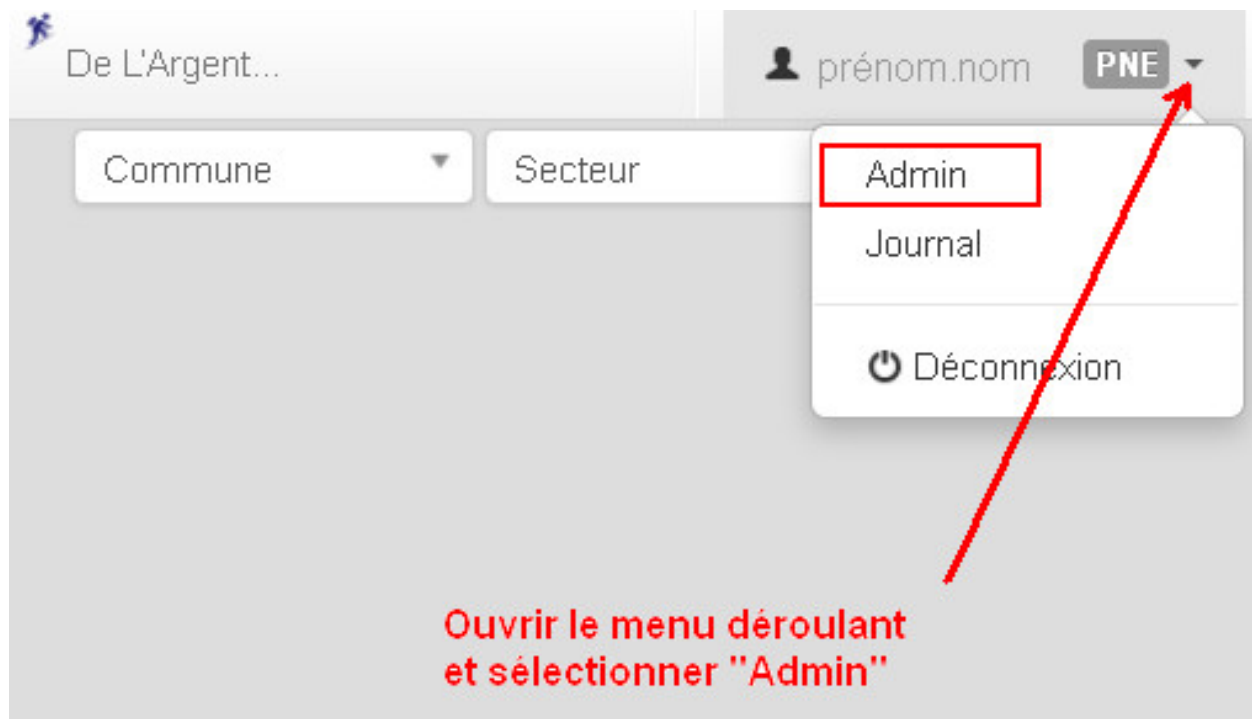 De L'Argent...
prénom.nom PNE
Commune
Secteur
Admin
Journal
Déconnexion
Ouvrir le menu déroulant
et sélectionner "Admin"